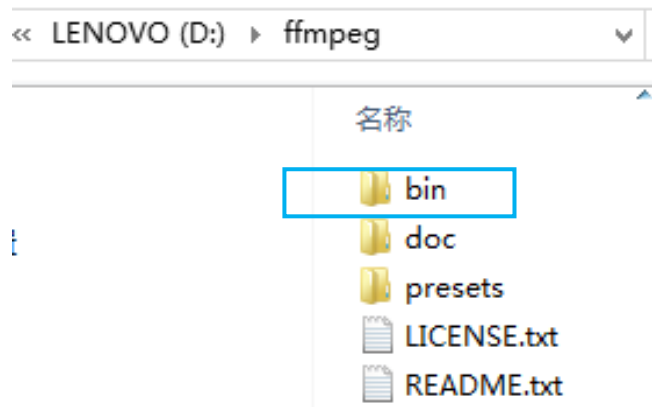 « LENOVO (D:) ffmpeg
名称
bin
doc
presets
LICENSE.txt
README.txt